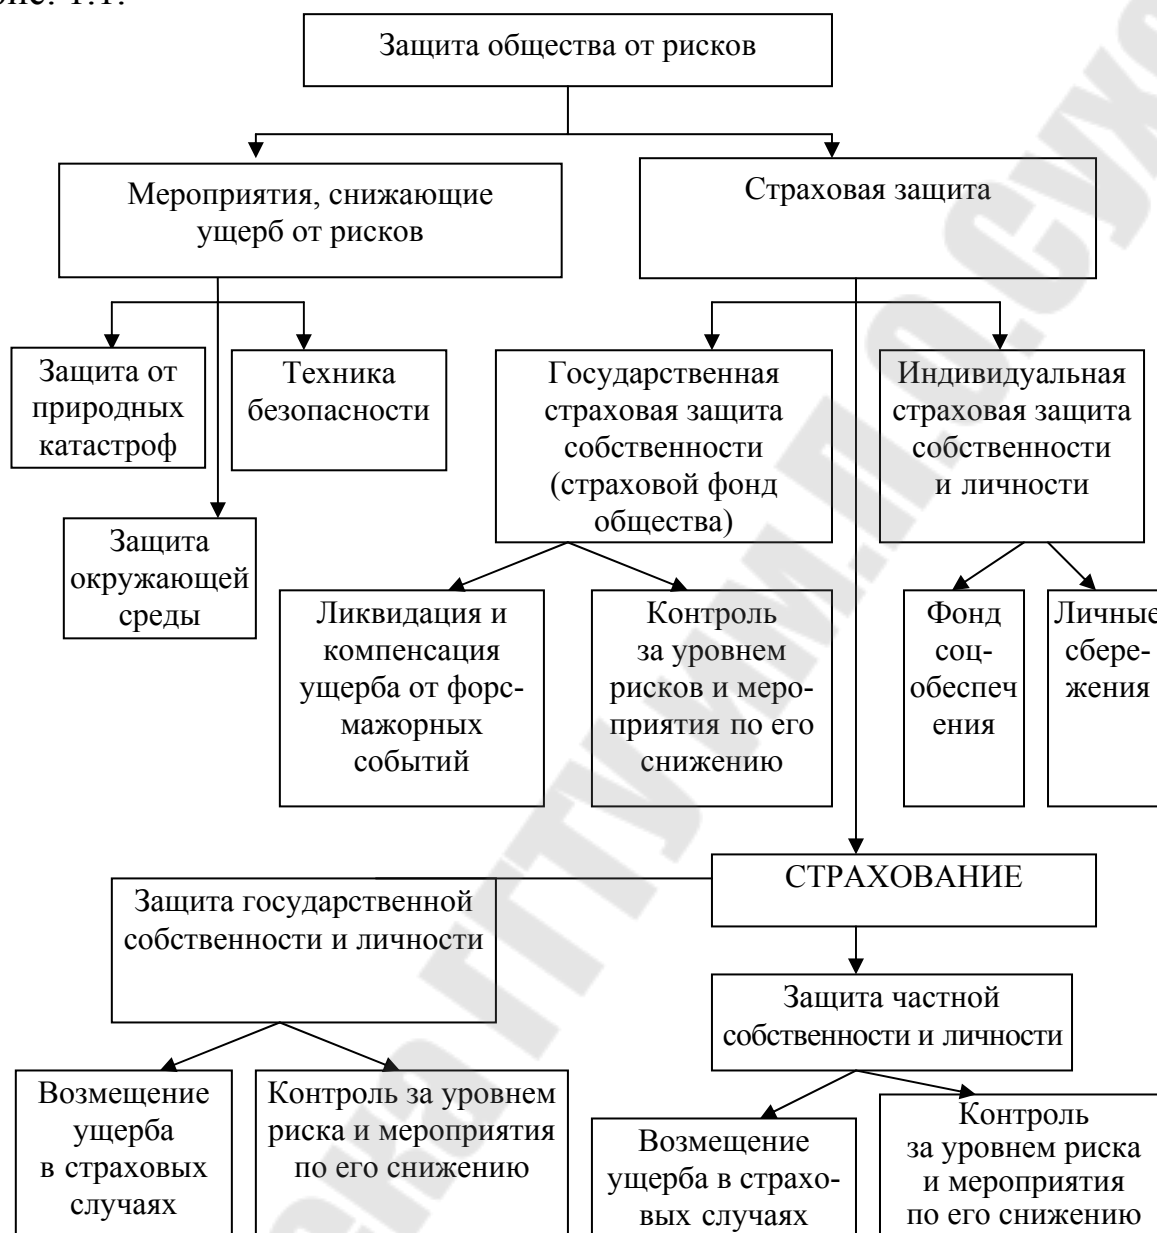 рис. 1.1.
Защита общества от рисков
Мероприятия, снижающие
ущерб от рисков
Страховая защита
Защита от
природных
катастроф
Техника
безопасности
Защита
окружающей
среды
Государственная
страховая защита
собственности
(страховой фонд
общества)
Индивидуальная
страховая защита
собственности
и личности
Ликвидация и
компенсация
ущерба от форс-
мажорных
событий
Контроль
за уровнем
рисков и меро-
приятия по его
снижению
Фонд
соц-
обеспеч
ения
Личные
сбере-
жения
СТРАХОВАНИЕ
Защита государственной
собственности и личности
Защита частной
собственности и личности
Возмещение
ущерба
в страховых
случаях
Контроль за уровнем
риска и мероприятия
по его снижению
Возмещение
ущерба в страхо-
вых случаях
Контроль
за уровнем риска
и мероприятия
по его снижению